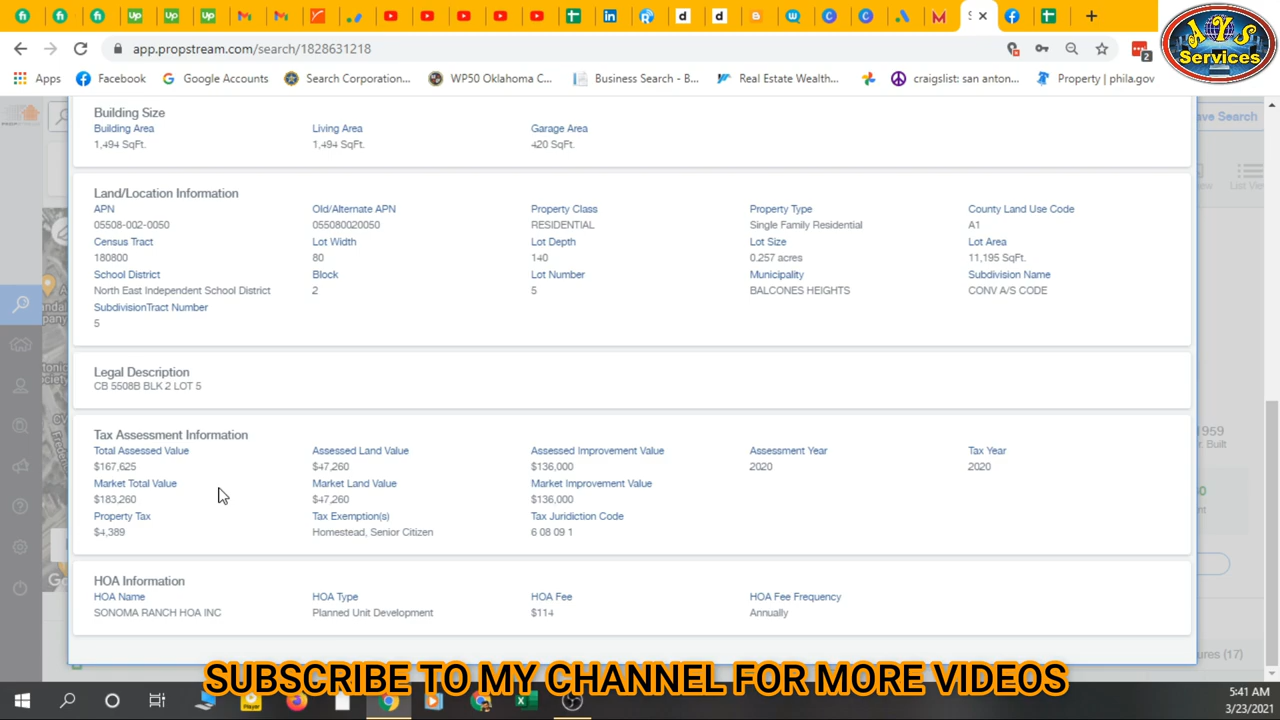 app.propstream.com/search/1828631218
2
AYS
Services
Apps
Facebook
Google Accounts
Search Corporation...
WP50 Oklahoma C...
Business Search - B...
Real Estate Wealth...
craigslist: san anton...
Property | phila.gov
Building Size
Building Area
Living Area
Garage Area
1,494 SqFt.
1,494 SqFt.
420 SqFt.
ave Search
Land/Location Information
APN
Old/Alternate APN
Property Class
Property Type
County Land Use Code
05508-002-0050
055080020050
RESIDENTIAL
Single Family Residential
A1
Census Tract
Lot Width
Lot Depth
Lot Size
Lot Area
180800
80
140
0.257 acres
11,195 SqFt.
School District
Block
Lot Number
Municipality
Subdivision Name
North East Independent School District
2
5
BALCONES HEIGHTS
CONV A/S CODE
SubdivisionTract Number
5
Legal Description
CB 5508B BLK 2 LOT 5
Tax Assessment Information
Total Assessed Value
Assessed Land Value
Assessed Improvement Value
Assessment Year
Tax Year
$167,625
$47,260
$136,000
2020
2020
Market Total Value
Market Land Value
Market Improvement Value
$183,260
$47,260
$136,000
Property Tax
Tax Exemption(s)
Tax Juridiction Code
$4,389
Homestead, Senior Citizen
6 08 09 1
1959
r. Built
HOA Information
HOA Name
HOA Type
HOA Fee
HOA Fee Frequency
SONOMA RANCH HOA INC
Planned Unit Development
$114
Annually
ures (17)
SUBSCRIBE TO MY CHANNEL FOR MORE VIDEOS
5:41 AM
3/23/2021